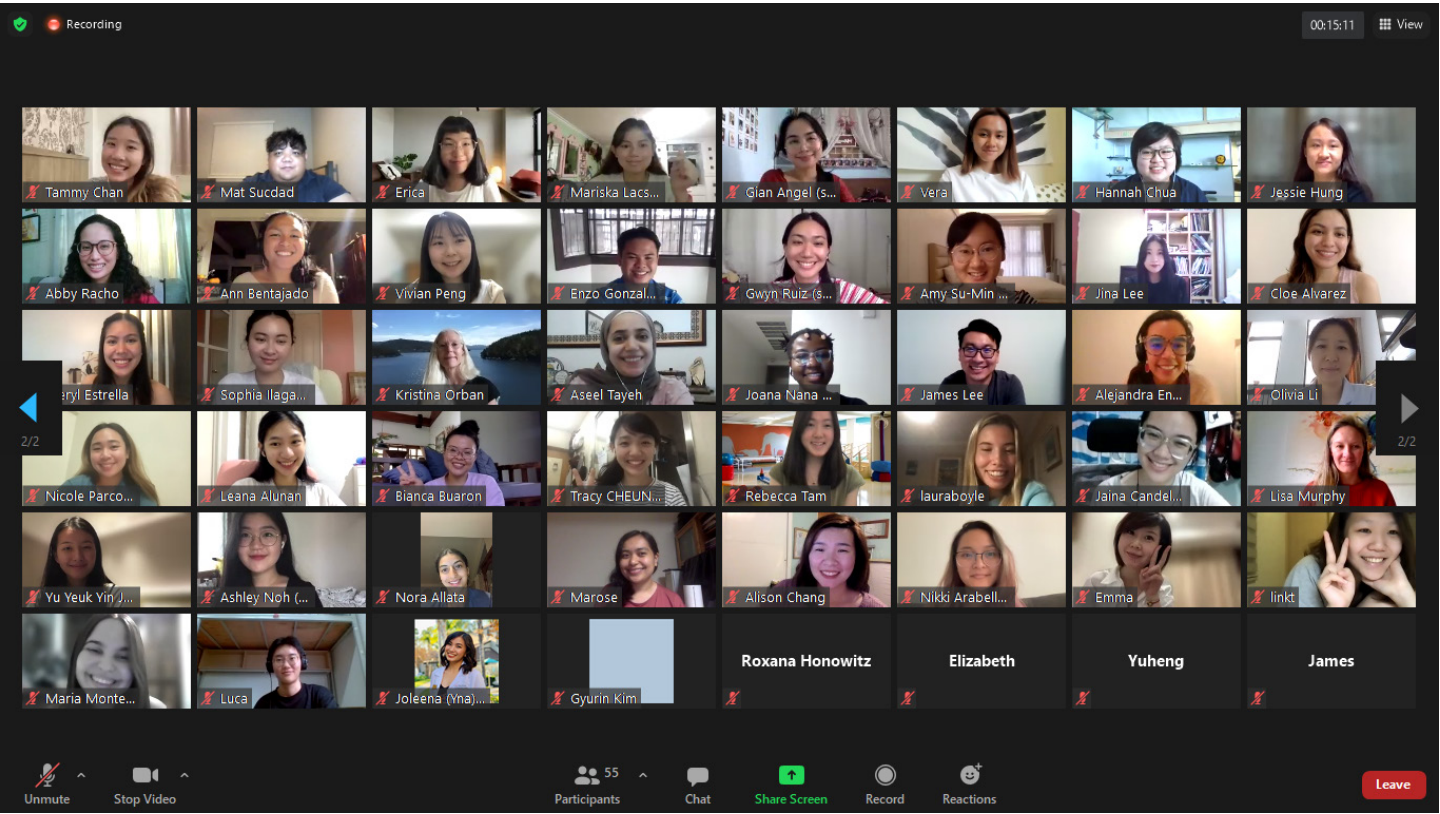 Recording
00:15:11
View
Tammy Chan
Mat Sucdad
Erica
Mariska Lacs...
Gian Angel (s...
Vera
Hannah Chua
Jessie Hung
Abby Racho
Ann Bentajado
Vivian Peng
Enzo Gonzal...
Gwyn Ruiz (s...
Amy Su-Min ...
Jina Lee
Cloe Alvarez
eryl Estrella
Sophia Ilaga...
Kristina Orban
Aseel Tayeh
Joana Nana ...
James Lee
Alejandra En...
Olivia Li
2/2
2/2
Nicole Parco...
Leana Alunan
Bianca Buaron
Tracy CHEUN...
Rebecca Tam
lauraboyle
Jaina Candel...
Lisa Murphy
Yu Yeuk Yin J...
Ashley Noh (...
Nora Allata
Marose
Alison Chang
Nikki Arabell...
Emma
linkt
Maria Monte...
Luca
Joleena (Yna)...
Gyurin Kim
Roxana Honowitz
Elizabeth
Yuheng
James
Unmute
Stop Video
55
Participants
Chat
Share Screen
Record
Reactions
Leave